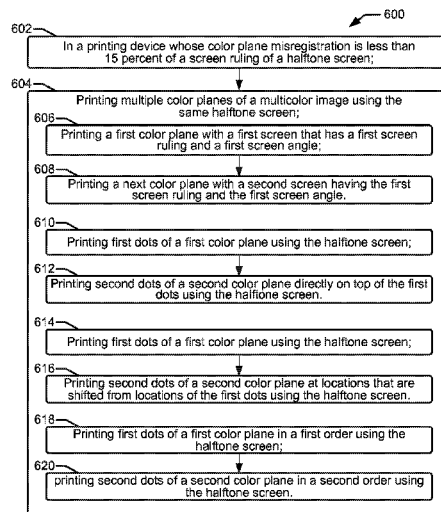 600
602
In a printing device whose color plane misregistration is less than
15 percent of a screen ruling of a halftone screen;
604
Printing multiple color planes of a multicolor image using the
same halftone screen;
606
Printing a first color plane with a first screen that has a first screen
ruling and a first screen angle;
608
Printing a next color plane with a second screen having the first
screen ruling and the first screen angle.
610
Printing first dots of a first color plane using the halftone screen;
612
Printing second dots of a second color plane directly on top of the first
dots using the halftone screen.
614
Printing first dots of a first color plane using the halftone screen;
616
Printing second dots of a second color plane at locations that are
shifted from locations of the first dots using the halftone screen.
618
Printing first dots of a first color plane in a first order using the
halftone screen;
620
printing second dots of a second color plane in a second order using
the halftone screen.